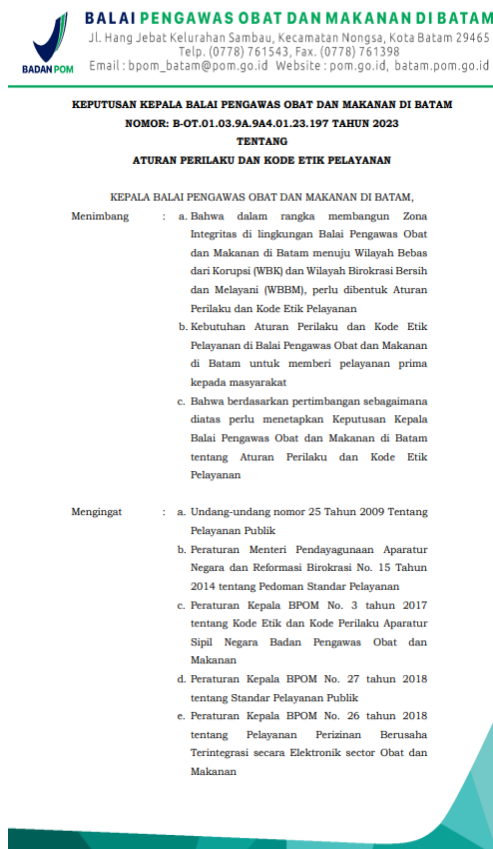 BALAI PENGAWAS OBAT DAN MAKANAN DI BATAM
Jl. Hang Jebat Kelurahan Sambau, Kecamatan Nongsa, Kota Batam 29465
Telp. (0778) 761543, Fax. (0778) 761398
Email : bpom_batam@pom.go.id Website : pom.go.id, batam.pom.go.id
BADAN POM
KEPUTUSAN KEPALA BALAI PENGAWAS OBAT DAN MAKANAN DI BATAM
NOMOR: B-OT.01.03.9A.9A4.01.23.197 TAHUN 2023
TENTANG
ATURAN PERILAKU DAN KODE ETIK PELAYANAN
KEPALA BALAI PENGAWAS OBAT DAN MAKANAN DI BATAM,
Menimbang : a. Bahwa dalam rangka membangun Zona
Integritas di lingkungan Balai Pengawas Obat
dan Makanan di Batam menuju Wilayah Bebas
dari Korupsi (WBK) dan Wilayah Birokrasi Bersih
dan Melayani (WBBM), perlu dibentuk Aturan
Perilaku dan Kode Etik Pelayanan
b. Kebutuhan Aturan Perilaku dan Kode Etik
Pelayanan di Balai Pengawas Obat dan Makanan
di Batam untuk memberi pelayanan prima
kepada masyarakat
c. Bahwa berdasarkan pertimbangan sebagaimana
diatas perlu menetapkan Keputusan Kepala
Balai Pengawas Obat dan Makanan di Batam
tentang Aturan Perilaku dan Kode Etik
Pelayanan
Mengingat : a. Undang-undang nomor 25 Tahun 2009 Tentang
Pelayanan Publik
b. Peraturan Menteri Pendayagunaan Aparatur
Negara dan Reformasi Birokrasi No. 15 Tahun
2014 tentang Pedoman Standar Pelayanan
c. Peraturan Kepala BPOM No. 3 tahun 2017
tentang Kode Etik dan Kode Perilaku Aparatur
Sipil Negara Badan Pengawas Obat dan
Makanan
d. Peraturan Kepala BPOM No. 27 tahun 2018
tentang Standar Pelayanan Publik
e. Peraturan Kepala BPOM No. 26 tahun 2018
tentang Pelayanan Perizinan Berusaha
Terintegrasi secara Elektronik sector Obat dan
Makanan